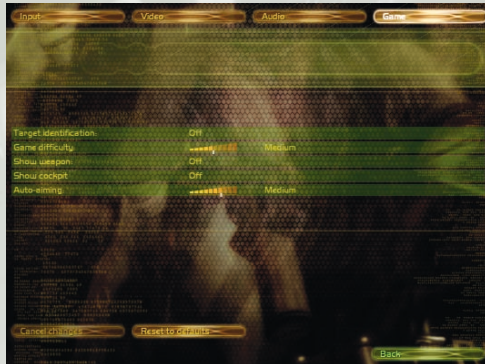 Input
Video
Audio
Game
Target identification: Off
Game difficulty: Medium
Show weapon: Off
Show cockpit Off
Auto-aiming: Medium
Cancel changes
Reset to defaults
Back